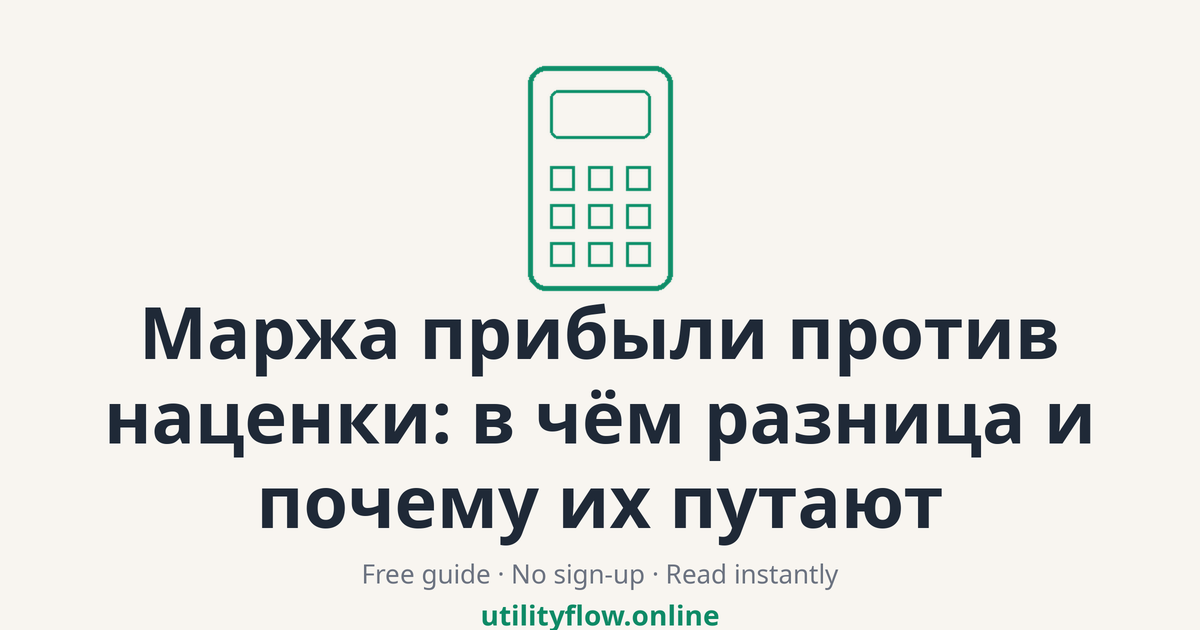 Маржа прибыли против
наценки: в чём разница и
почему их путают
Free guide · No sign-up · Read instantly
utilityflow.online